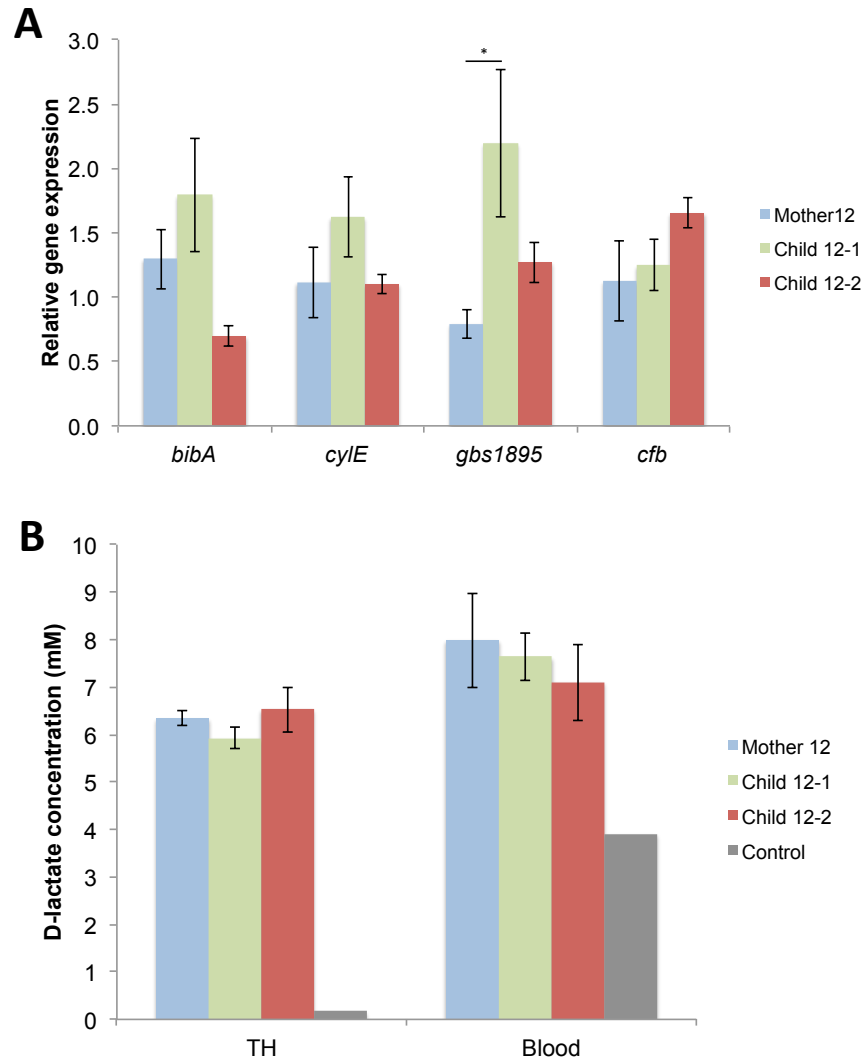 A
Relative gene expression
3.0
2.5
2.0
1.5
1.0
0.5
0.0
*
bibA cylE gbs1895 cfb
Mother12
Child 12-1
Child 12-2
B
D-lactate concentration (mM)
10
9
8
7
6
5
4
3
2
1
0
TH Blood
Mother 12
Child 12-1
Child 12-2
Control